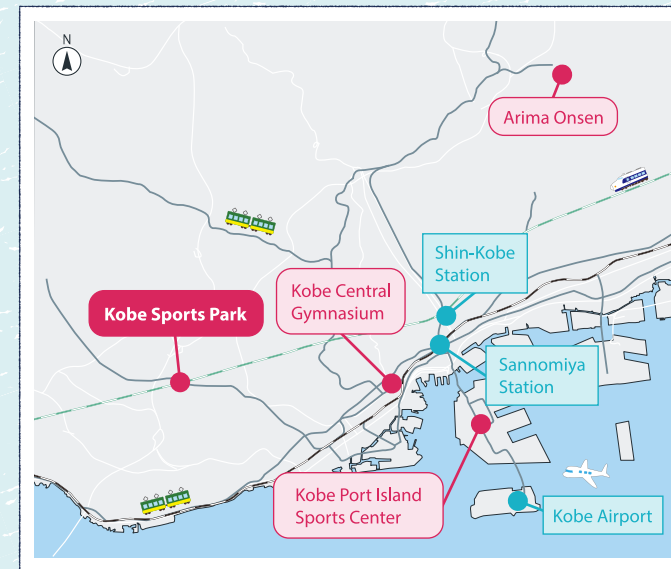 N
Arima Onsen
Shin-Kobe
Station
Kobe Central
Gymnasium
Kobe Sports Park
Sannomiya
Station
Kobe Port Island
Sports Center
Kobe Airport